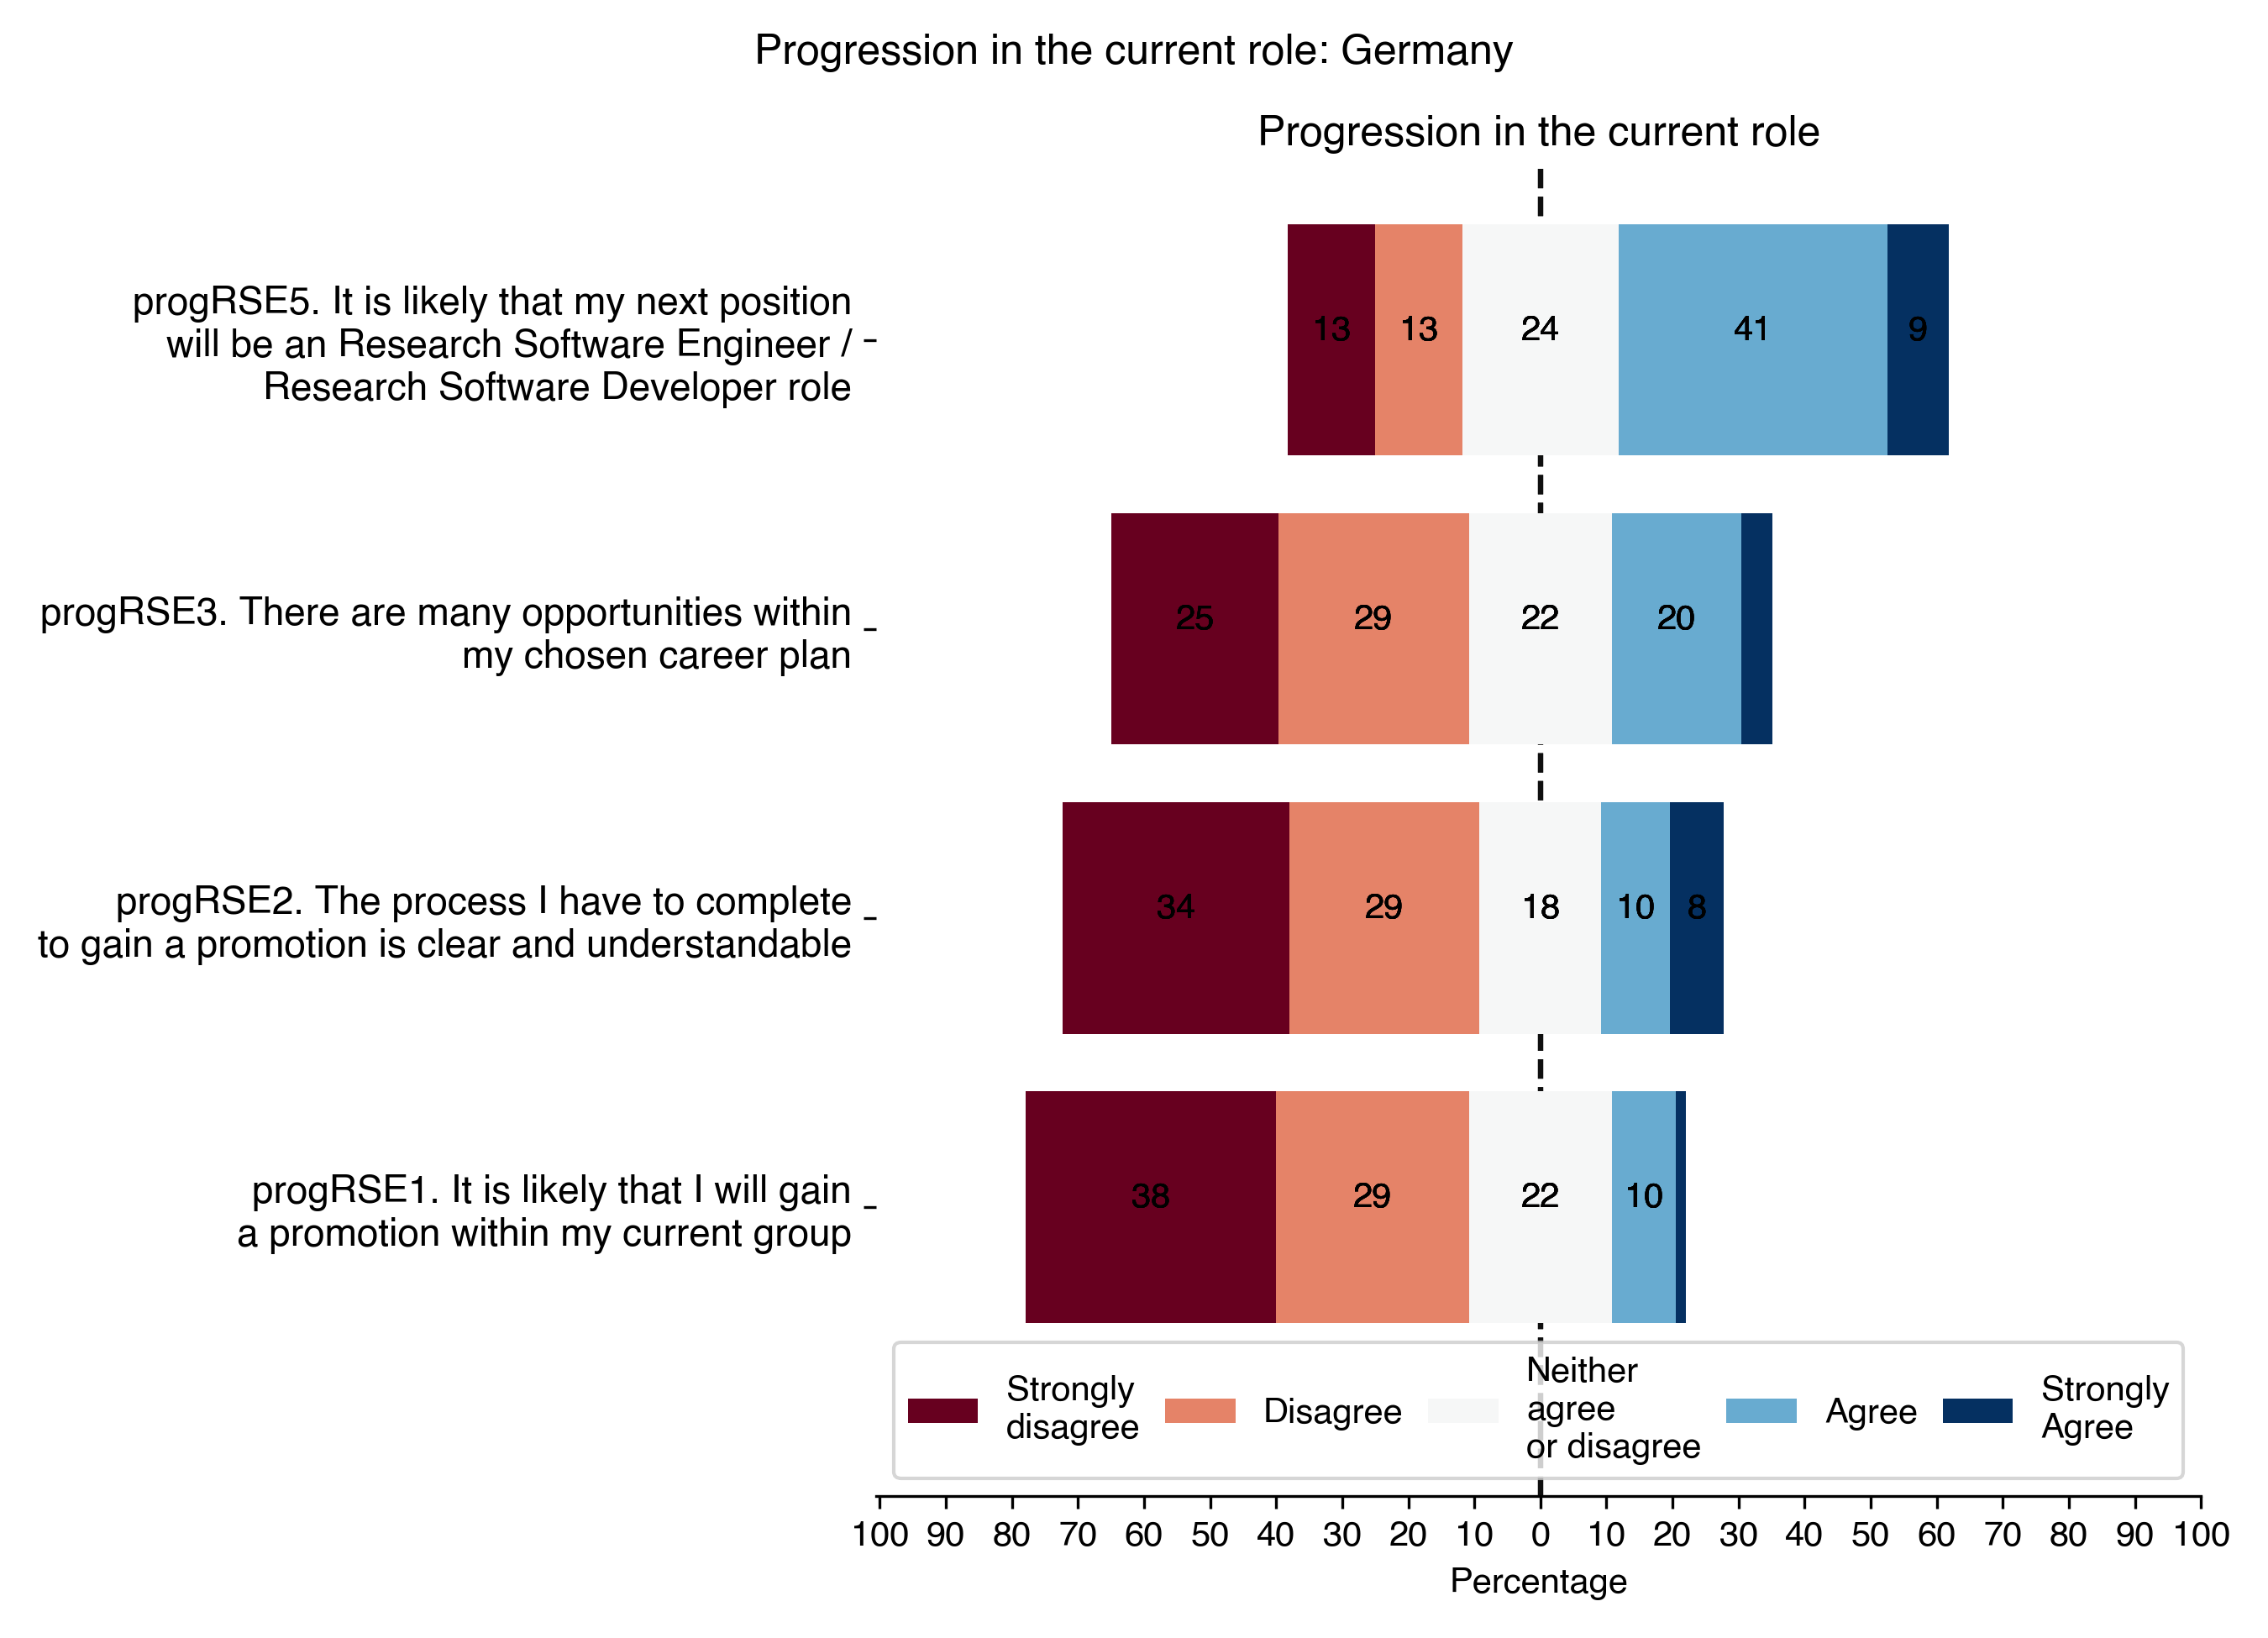 Progression in the current role: Germany
Progression in the current role
progRSE5. It is likely that my next position
will be an Research Software Engineer /
Research Software Developer role
13 13 24 41 9
progRSE3. There are many opportunities within
my chosen career plan
25 29 22 20
progRSE2. The process I have to complete
to gain a promotion is clear and understandable
34 29 18 10 8
progRSE1. It is likely that I will gain
a promotion within my current group
38 29 22 10
Strongly
disagree
Disagree
Neither
agree
or disagree
Agree
Strongly
Agree
100 90 80 70 60 50 40 30 20 10 0 10 20 30 40 50 60 70 80 90 100
Percentage